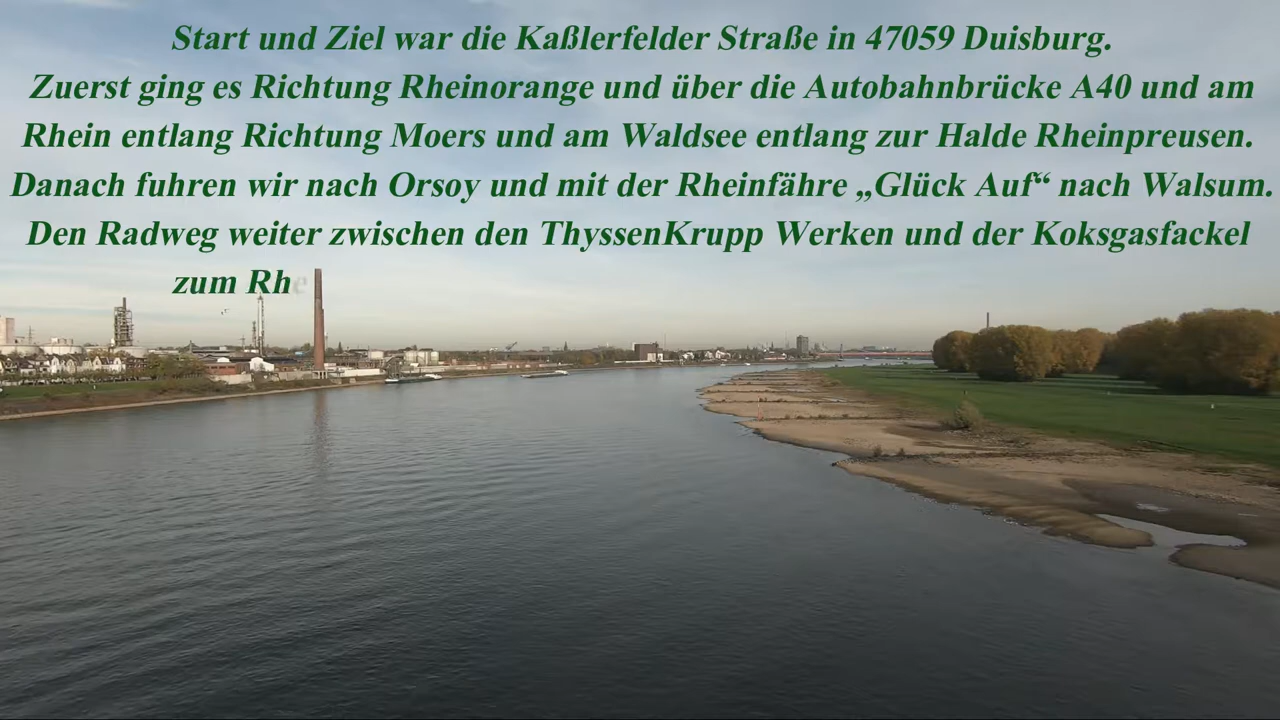 Start und Ziel war die Kaßlerfelder Straße in 47059 Duisburg.
Zuerst ging es Richtung Rheinorange und über die Autobahnbrücke A40 und am
Rhein entlang Richtung Moers und am Waldsee entlang zur Halde Rheinpreusen.
Danach fuhren wir nach Orsoy und mit der Rheinfähre „Glück Auf“ nach Walsum.
Den Radweg weiter zwischen den ThyssenKrupp Werken und der Koksgasfackel
zum Rhe